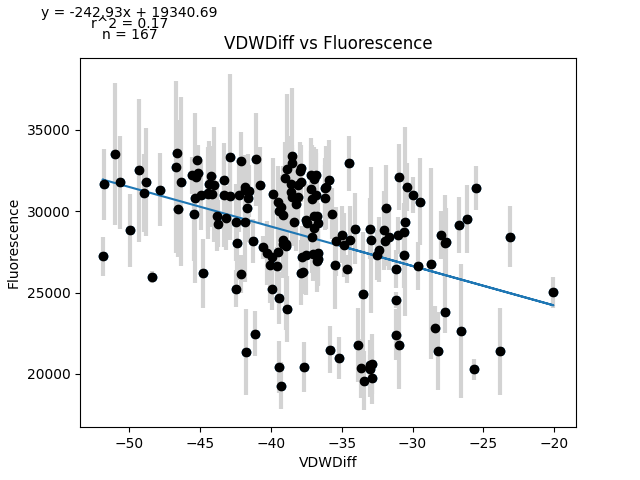 y = -242.93x + 19340.69
r^2 = 0.17
n = 167
VDWDiff vs Fluorescence
35000
30000
25000
20000
Fluorescence
−50 −45 −40 −35 −30 −25 −20
VDWDiff